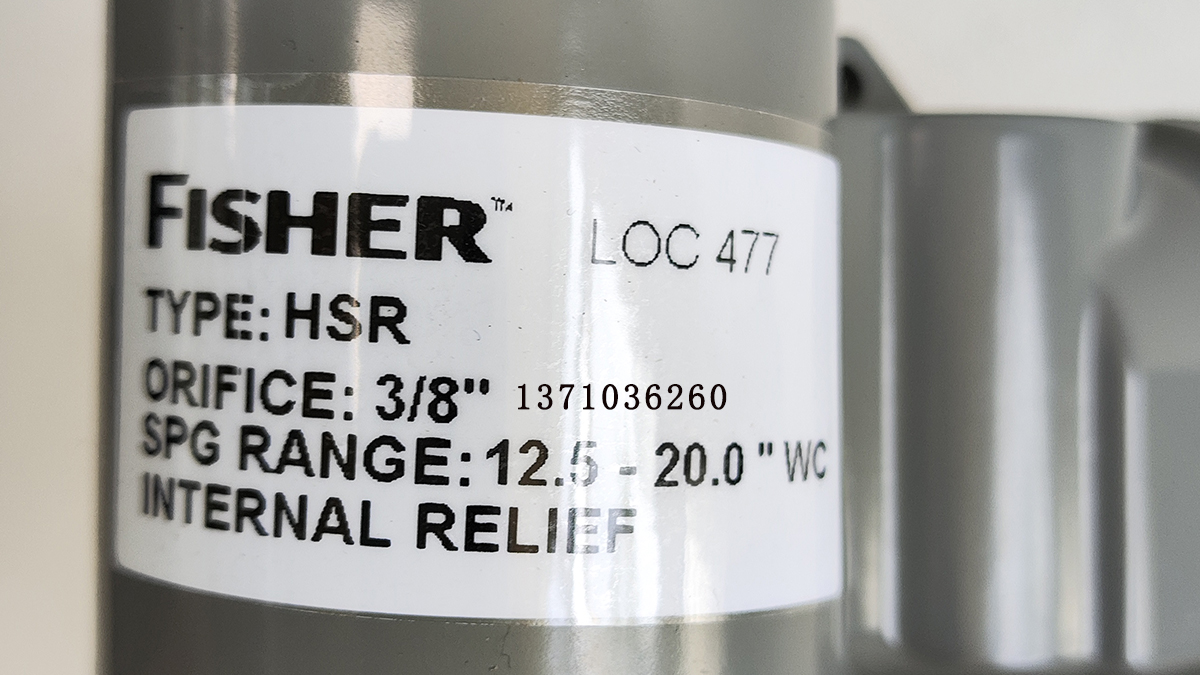 FISHER™ LOC 477
TYPE: HSR
ORIFICE: 3/8" 1371036260
SPG RANGE: 12.5 - 20.0 " WC
INTERNAL RELIEF